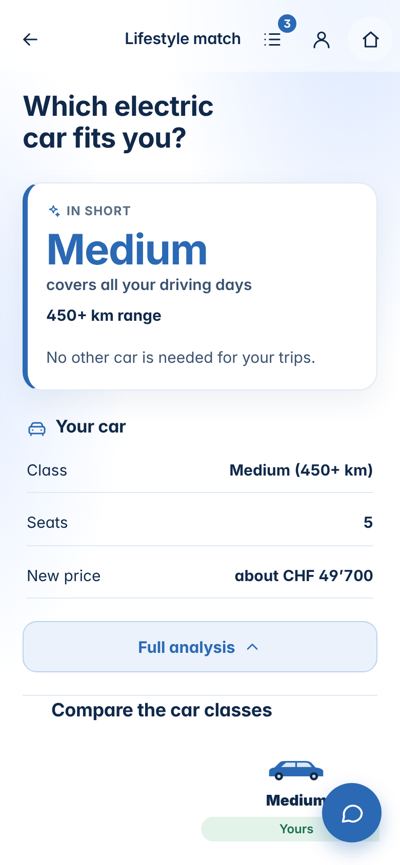 Lifestyle match
3
Which electric
car fits you?
IN SHORT
Medium
covers all your driving days
450+ km range
No other car is needed for your trips.
Your car
Class
Medium (450+ km)
Seats
5
New price
about CHF 49’700
Full analysis
Compare the car classes
Medium
Yours